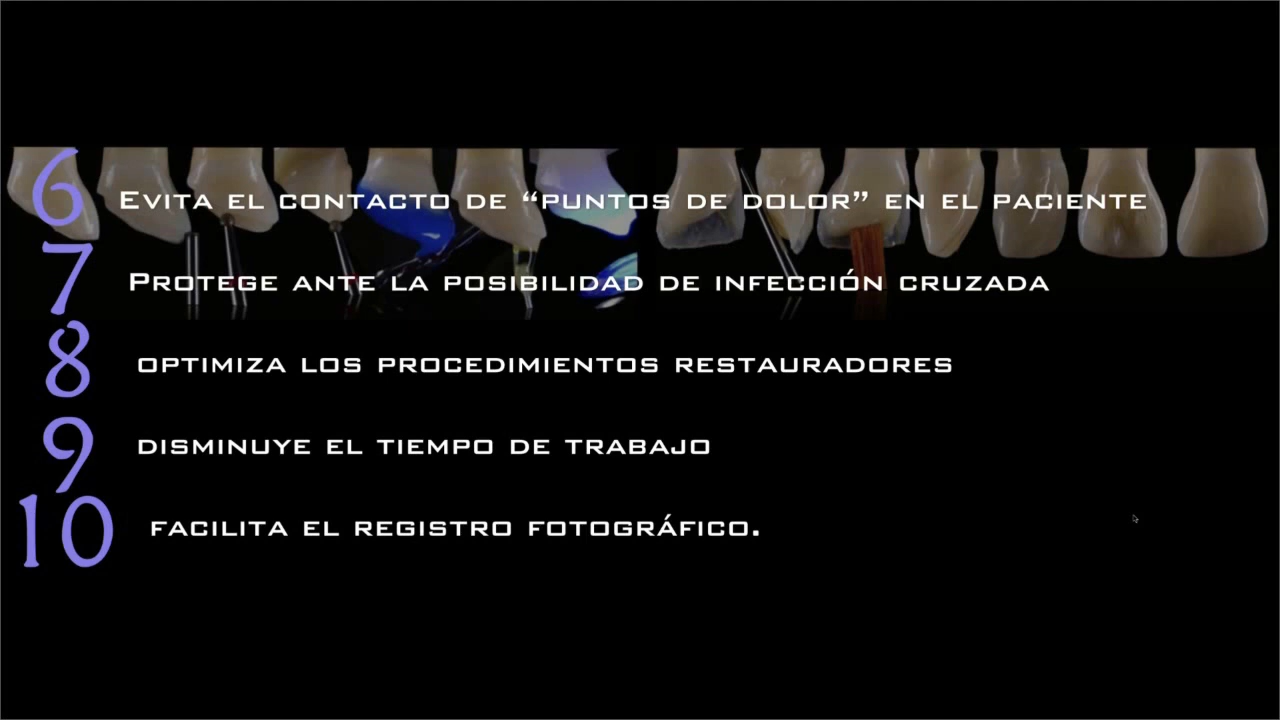 6 Evita el contacto de “puntos de dolor” en el paciente
7 Protege ante la posibilidad de infección cruzada
8 optimiza los procedimientos restauradores
9 disminuye el tiempo de trabajo
10 facilita el registro fotográfico.